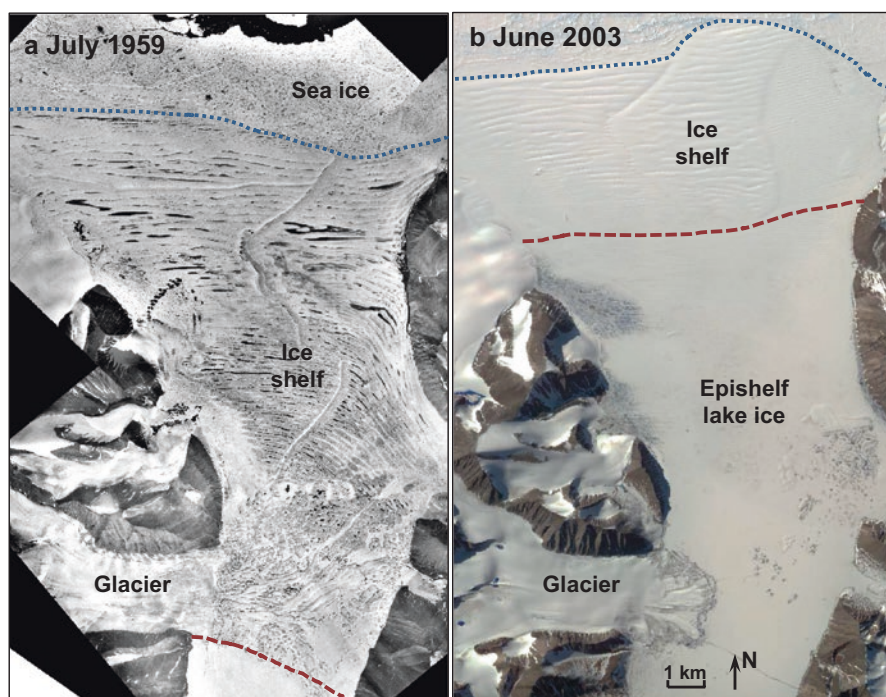 a July 1959
Sea ice
Ice
shelf
Glacier
b June 2003
Ice
shelf
Epishelf
lake ice
Glacier
1 km
N